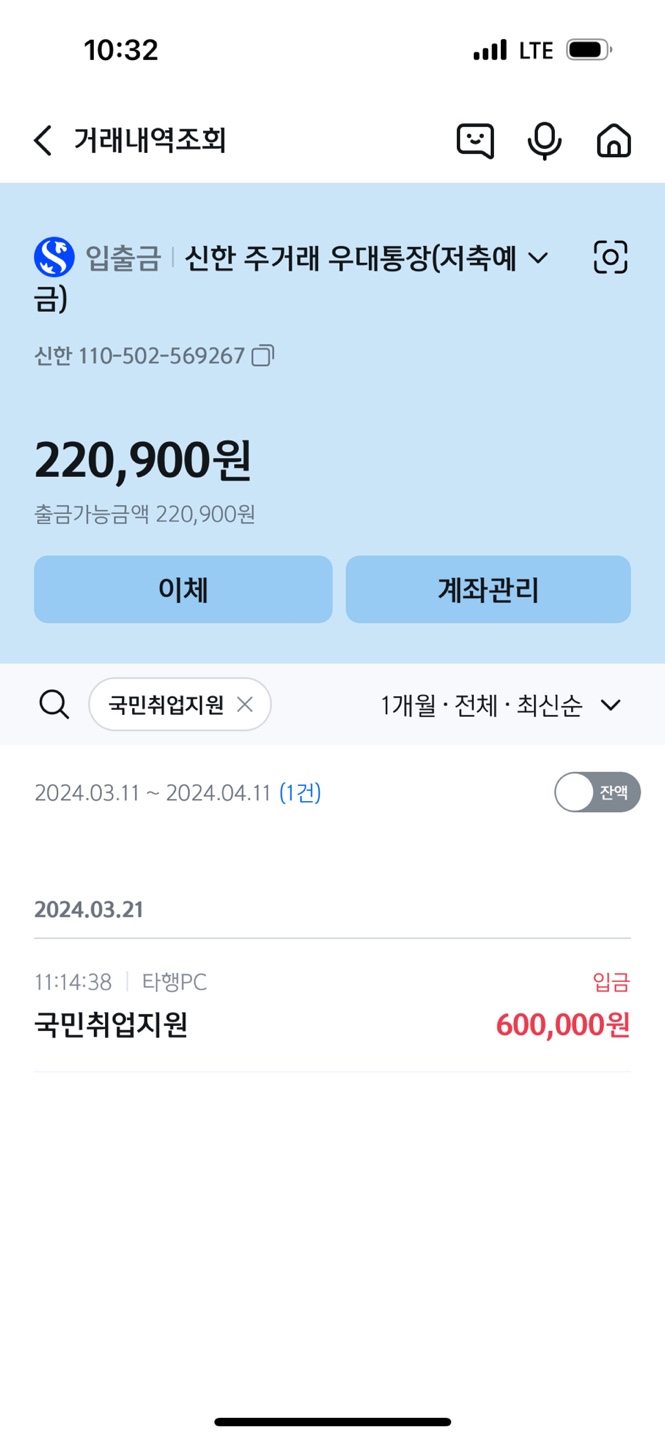 10:32 LTE
거래내역조회
입출금 | 신한 주거래 우대통장(저축예
금)
신한 110-502-569267
220,900원
출금가능금액 220,900원
이체 계좌관리
국민취업지원 1개월 · 전체 · 최신순
2024.03.11 ~ 2024.04.11 (1건) 잔액
2024.03.21
11:14:38 | 타행PC 입금
국민취업지원 600,000원